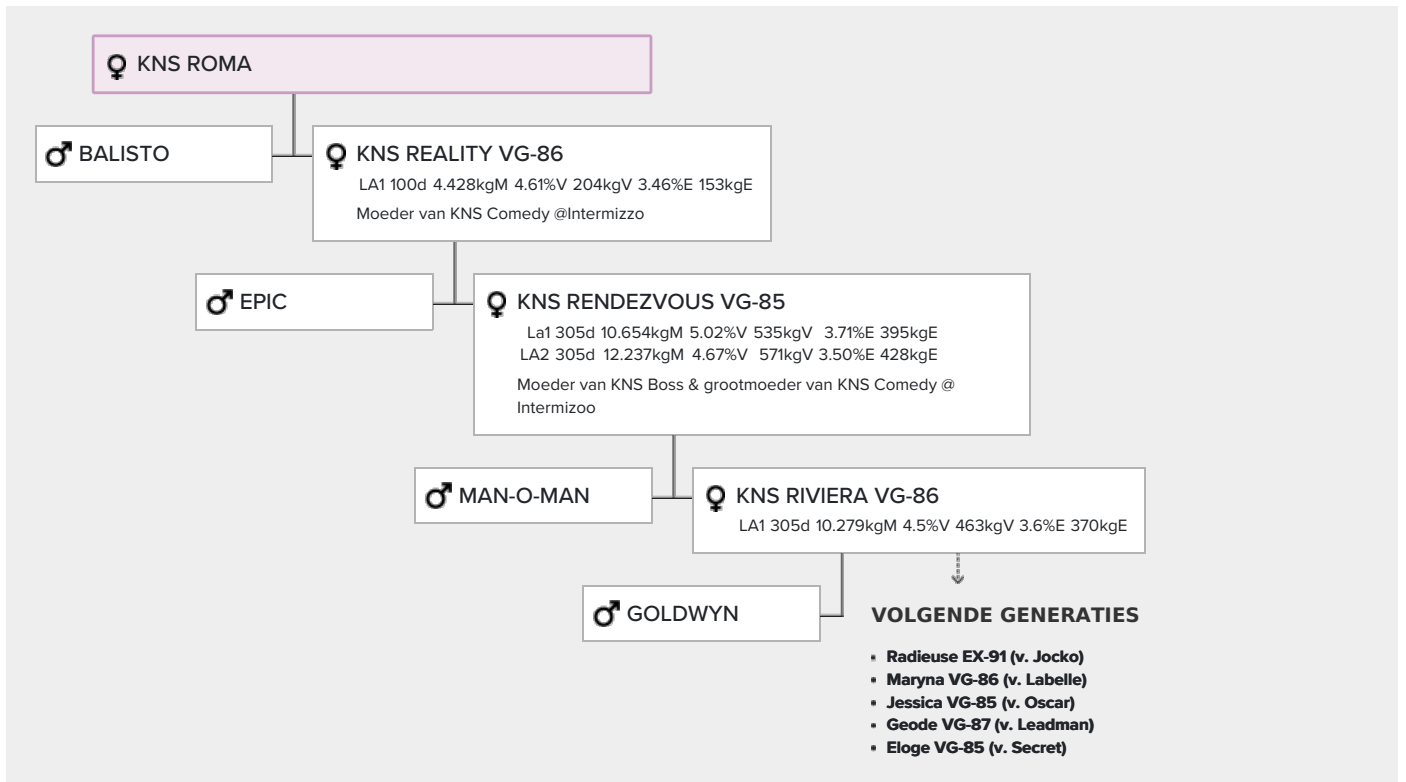 KNS ROMA
BALISTO
KNS REALITY VG-86
LA1 100d 4.428kgM 4.61%V 204kgV 3.46%E 153kgE
Moeder van KNS Comedy @Intermizzo
EPIC
KNS RENDEZVOUS VG-85
La1 305d 10.654kgM 5.02%V 535kgV 3.71%E 395kgE
LA2 305d 12.237kgM 4.67%V 571kgV 3.50%E 428kgE
Moeder van KNS Boss & grootmoeder van KNS Comedy @
Intermizoo
MAN-O-MAN
KNS RIVIERA VG-86
LA1 305d 10.279kgM 4.5%V 463kgV 3.6%E 370kgE
GOLDWYN
VOLGENDE GENERATIES
Radieuse EX-91 (v. Jocko)
Maryna VG-86 (v. Labelle)
Jessica VG-85 (v. Oscar)
Geode VG-87 (v. Leadman)
Eloge VG-85 (v. Secret)